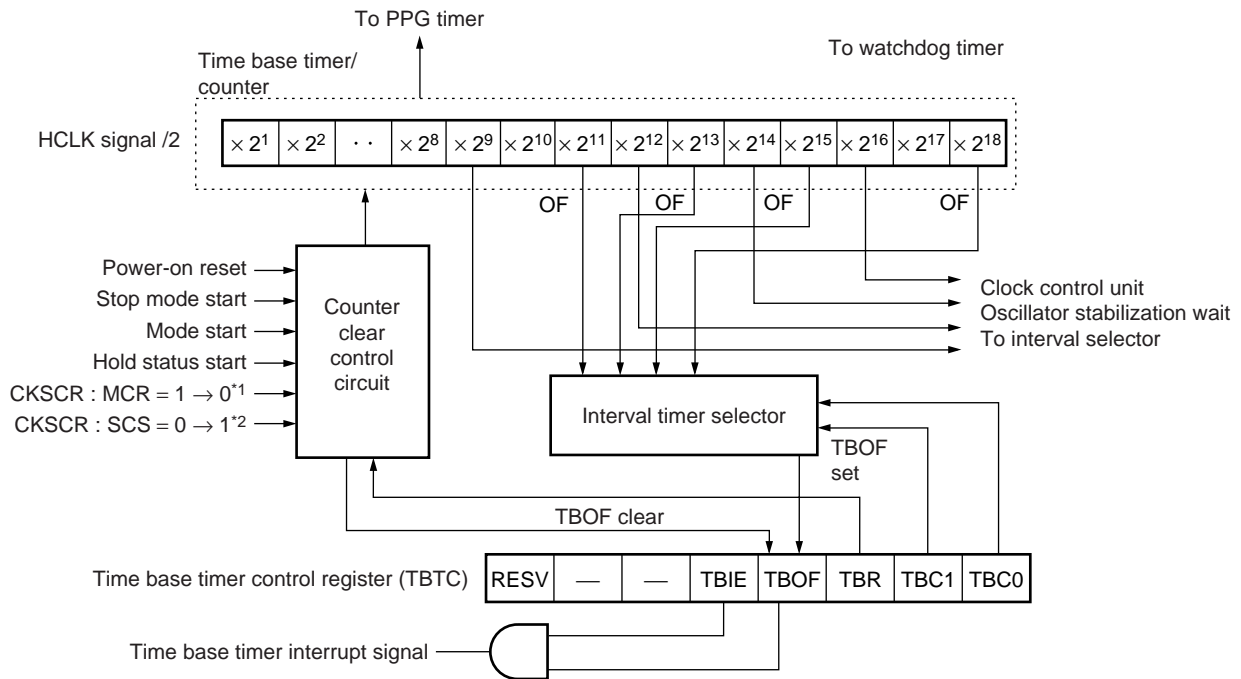 To PPG timer
To watchdog timer
Time base timer/
counter
HCLK signal /2
× 2¹ × 2² ·· × 2⁸ × 2⁹ × 2¹⁰ × 2¹¹ × 2¹² × 2¹³ × 2¹⁴ × 2¹⁵ × 2¹⁶ × 2¹⁷ × 2¹⁸
OF OF OF OF
Power-on reset
Stop mode start
Mode start
Hold status start
CKSCR : MCR = 1 → 0*1
CKSCR : SCS = 0 → 1*2
Counter
clear
control
circuit
Clock control unit
Oscillator stabilization wait
To interval selector
Interval timer selector
TBOF
set
TBOF clear
Time base timer control register (TBTC)
RESV — — TBIE TBOF TBR TBC1 TBC0
Time base timer interrupt signal